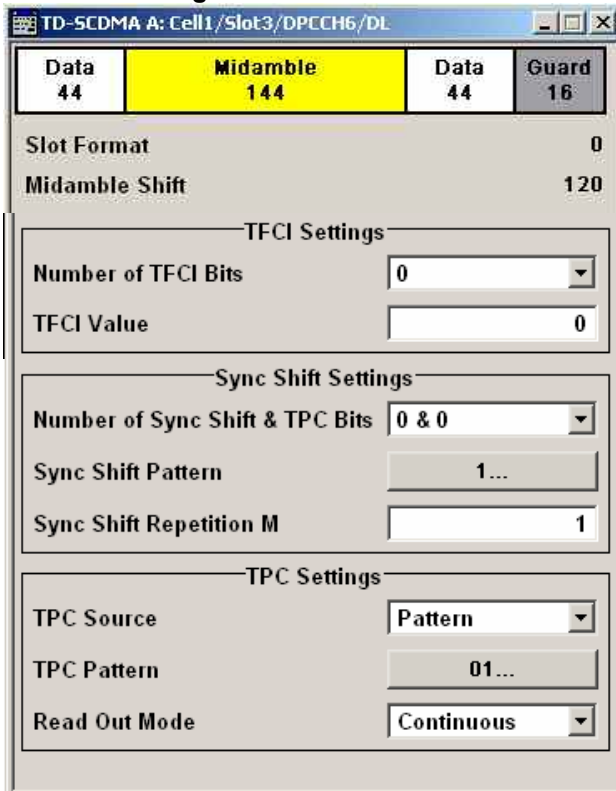 TD-SCDMA A: Cell1/Slot3/DPCCH6/DL
Data Midamble Data Guard
44 144 44 16
Slot Format 0
Midamble Shift 120
TFCI Settings
Number of TFCI Bits 0
TFCI Value 0
Sync Shift Settings
Number of Sync Shift & TPC Bits 0 & 0
Sync Shift Pattern 1...
Sync Shift Repetition M 1
TPC Settings
TPC Source Pattern
TPC Pattern 01...
Read Out Mode Continuous